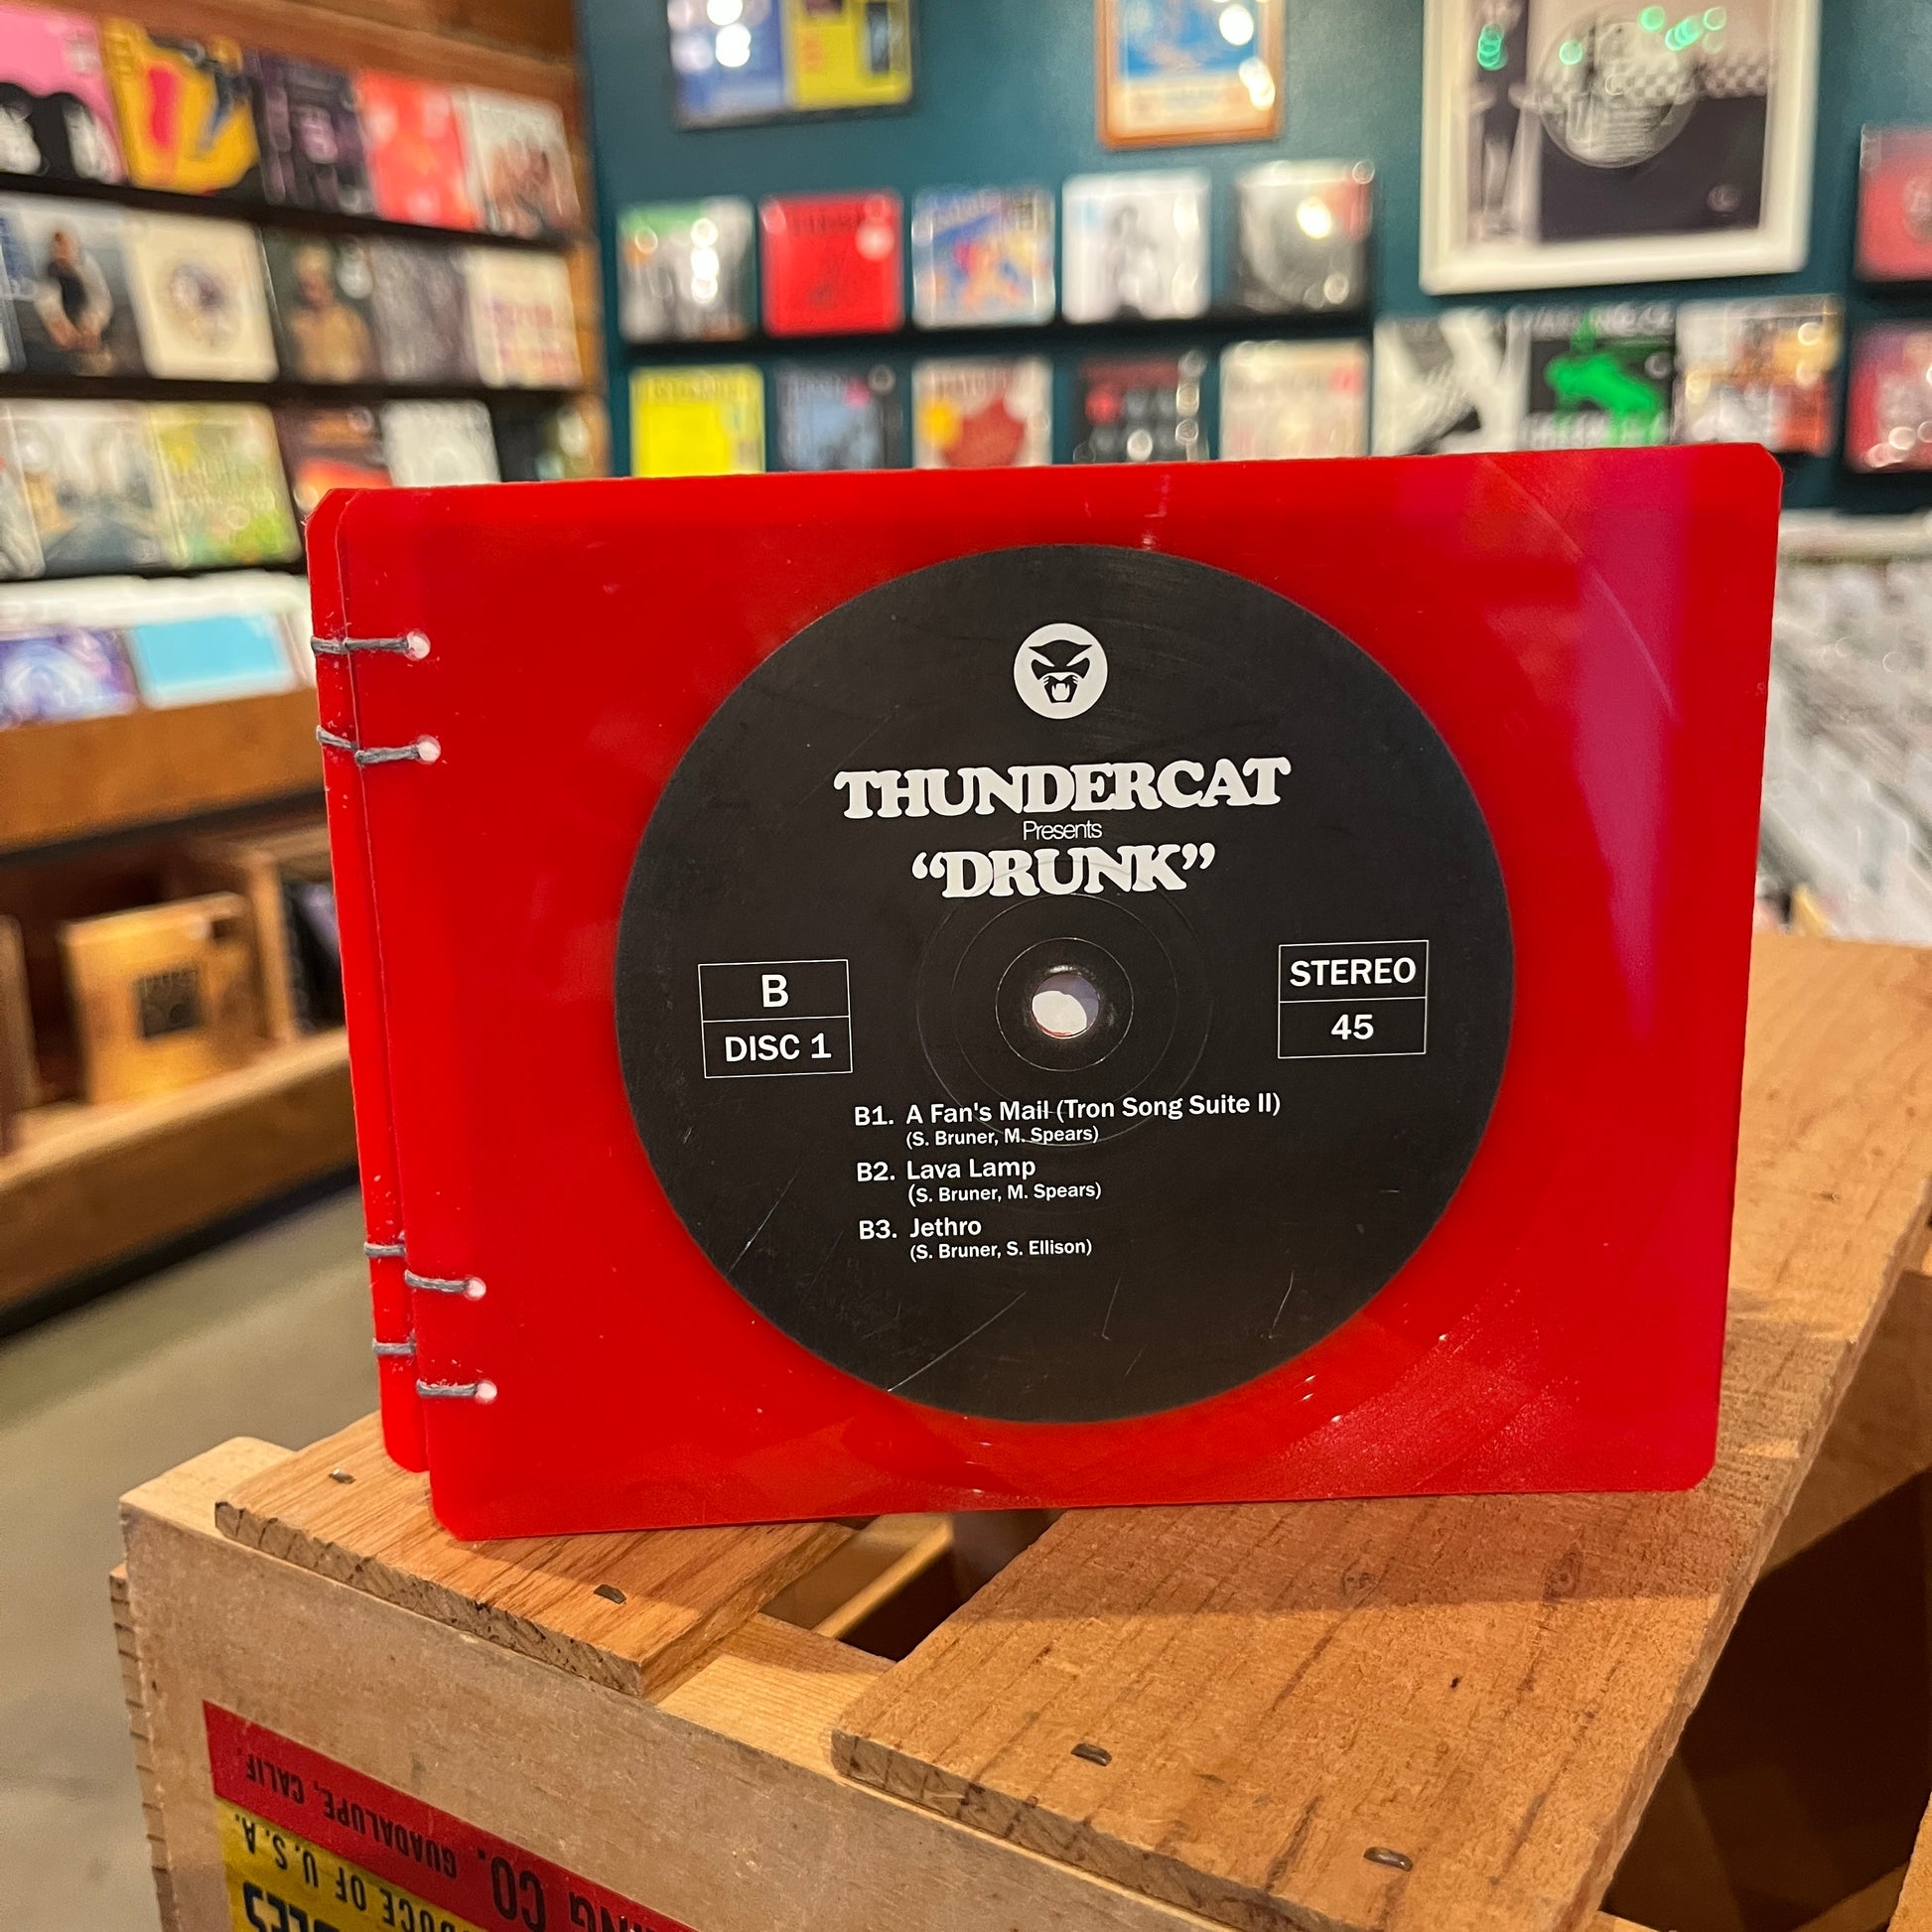 THUNDERCAT
Presents
“DRUNK”
B
DISC 1
STEREO
45
B1. A Fan's Mail (Tron Song Suite II)
(S. Bruner, M. Spears)
B2. Lava Lamp
(S. Bruner, M. Spears)
B3. Jethro
(S. Bruner, S. Ellison)
CO. GUADALUPE, CALIF.
OF U.S.A.